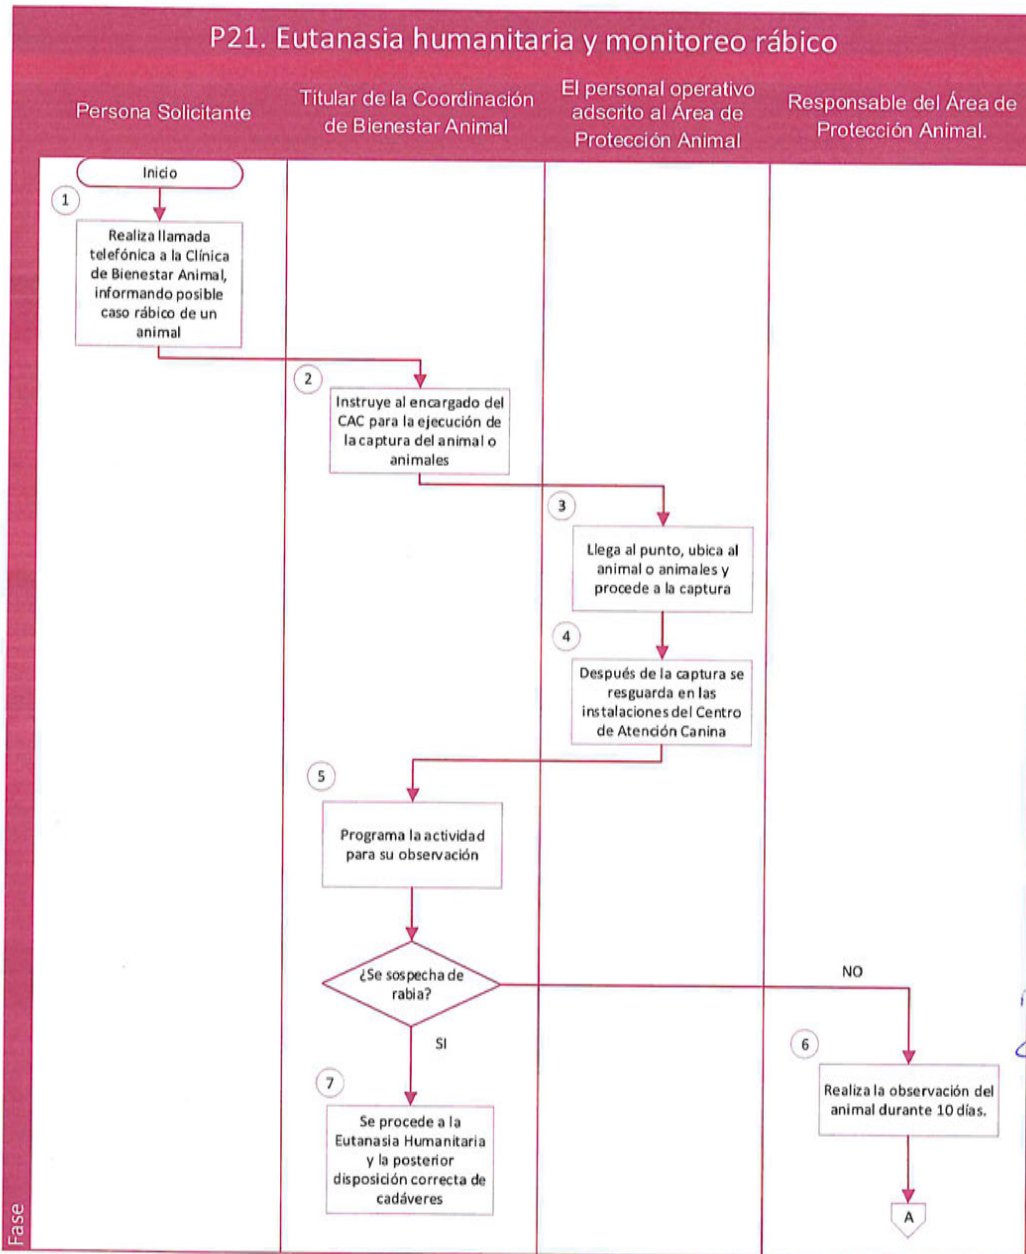 P21. Eutanasia humanitaria y monitoreo rábico
Persona Solicitante
Titular de la Coordinación
de Bienestar Animal
El personal operativo
adscrito al Área de
Protección Animal
Responsable del Área de
Protección Animal.
Inicio
1
Realiza llamada
telefónica a la Clínica
de Bienestar Animal,
informando posible
caso rábico de un
animal
2
Instruye al encargado del
CAC para la ejecución de
la captura del animal o
animales
3
Llega al punto, ubica al
animal o animales y
procede a la captura
4
Después de la captura se
resguarda en las
instalaciones del Centro
de Atención Canina
5
Programa la actividad
para su observación
¿Se sospecha de
rabia?
NO
SI
6
Realiza la observación del
animal durante 10 días.
7
Se procede a la
Eutanasia Humanitaria
y la posterior
disposición correcta de
cadáveres
A
Fase